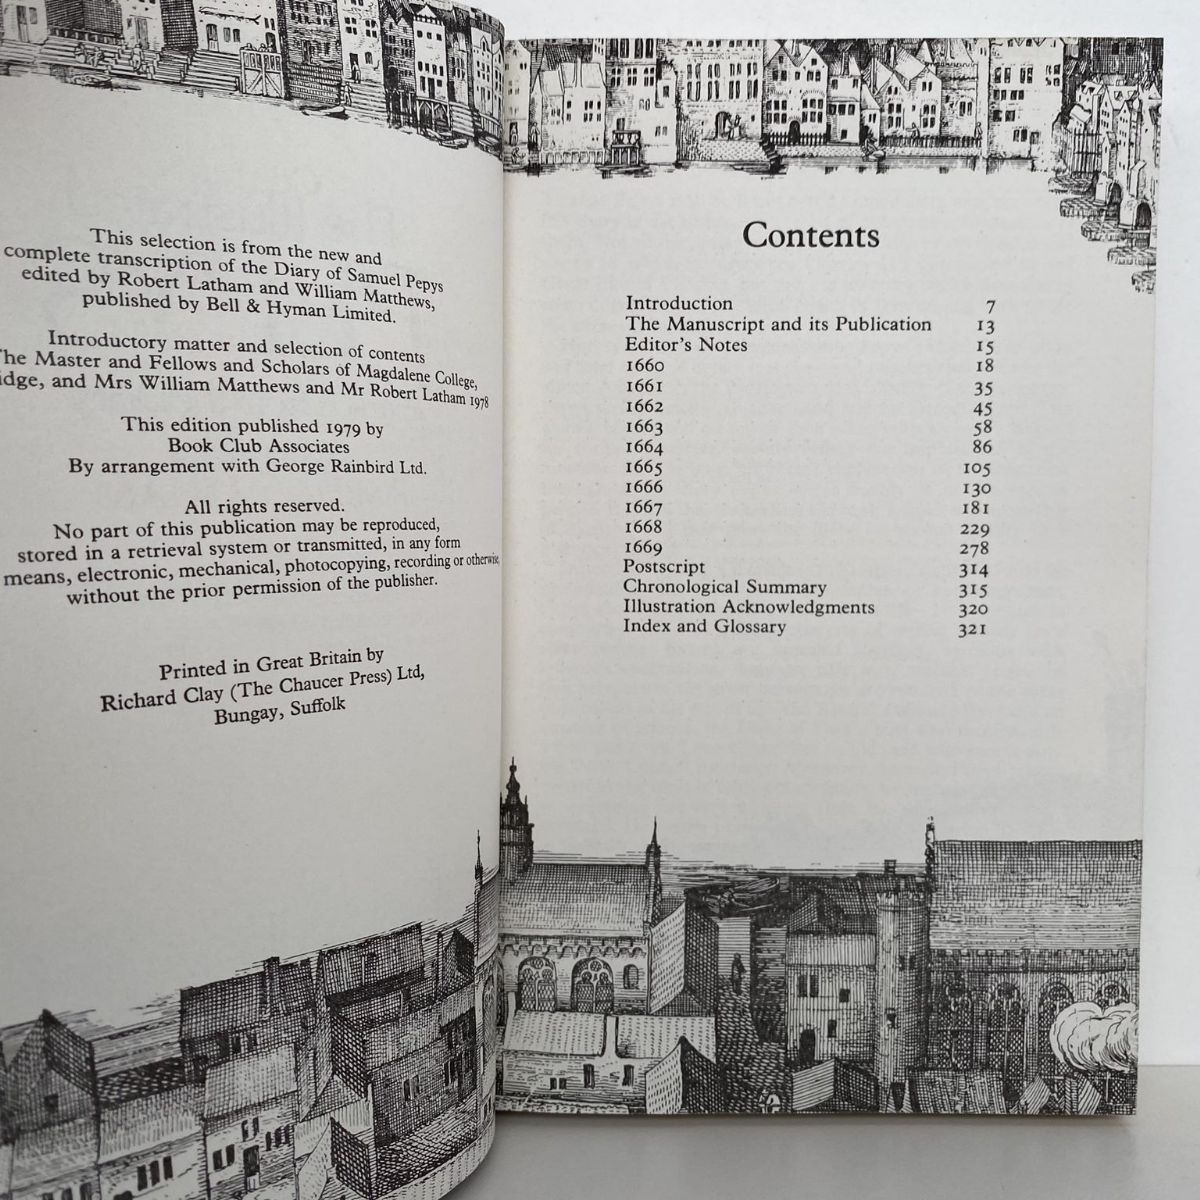 This selection is from the new and
complete transcription of the Diary of Samuel Pepys
edited by Robert Latham and William Matthews,
published by Bell & Hyman Limited.
Introductory matter and selection of contents
The Master and Fellows and Scholars of Magdalene College,
idge, and Mrs William Matthews and Mr Robert Latham 1978
This edition published 1979 by
Book Club Associates
By arrangement with George Rainbird Ltd.
All rights reserved.
No part of this publication may be reproduced,
stored in a retrieval system or transmitted, in any form
means, electronic, mechanical, photocopying, recording or otherwise,
without the prior permission of the publisher.
Printed in Great Britain by
Richard Clay (The Chaucer Press) Ltd,
Bungay, Suffolk
Contents
Introduction 7
The Manuscript and its Publication 13
Editor's Notes 15
1660 18
1661 35
1662 45
1663 58
1664 86
1665 105
1666 130
1667 181
1668 229
1669 278
Postscript 314
Chronological Summary 315
Illustration Acknowledgments 320
Index and Glossary 321